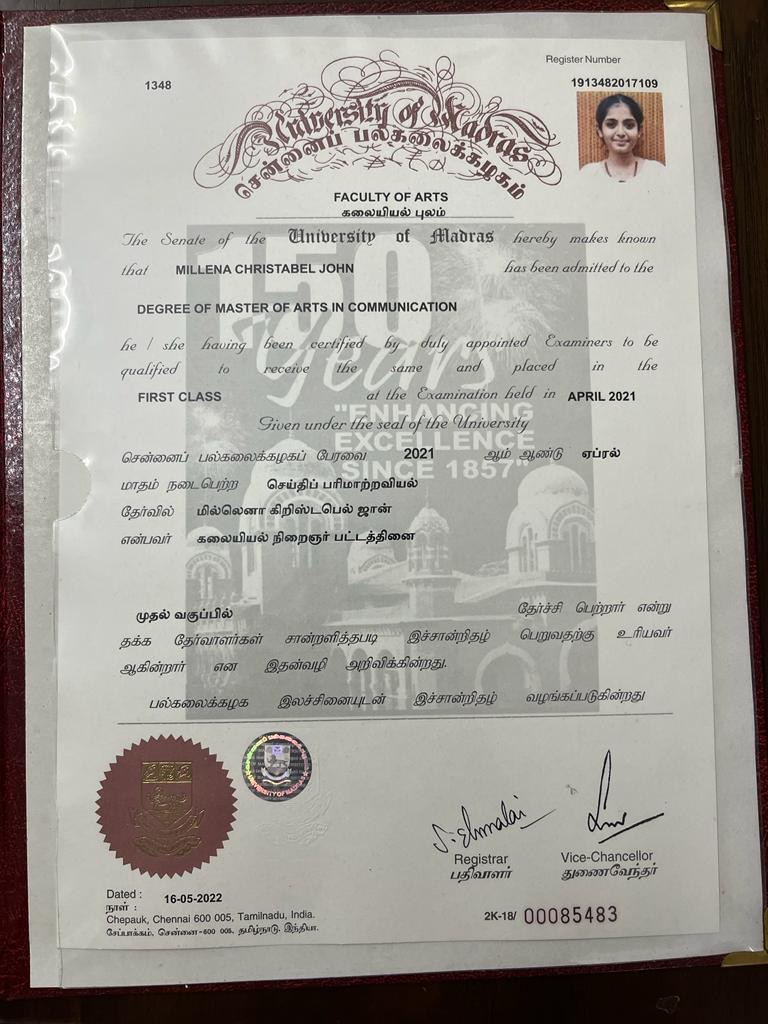 Register Number
1348
1913482017109
University of Madras
சென்னைப் பல்கலைக்கழகம்
FACULTY OF ARTS
கலையியல் புலம்
The Senate of the University of Madras hereby makes known
that MILLENA CHRISTABEL JOHN has been admitted to the
DEGREE OF MASTER OF ARTS IN COMMUNICATION
he / she having been certified by duly appointed Examiners to be
qualified to receive the same and placed in the
FIRST CLASS at the Examination held in APRIL 2021
Given under the seal of the University
150
Years
"ENHANCING
EXCELLENCE
SINCE 1857"
சென்னைப் பல்கலைக்கழகப் பேரவை 2021 ஆம் ஆண்டு ஏப்ரல்
மாதம் நடைபெற்ற செய்திப் பரிமாற்றவியல்
தேர்வில் மில்லெனா கிறிஸ்டபெல் ஜான்
என்பவர் கலையியல் நிறைஞர் பட்டத்தினை
முதல் வகுப்பில் தேர்ச்சி பெற்றார் என்று
தக்க தேர்வாளர்கள் சான்றளித்தபடி இச்சான்றிதழ் பெறுவதற்கு உரியவர்
ஆகின்றார் என இதன்வழி அறிவிக்கின்றது.
பல்கலைக்கழக இலச்சினையுடன் இச்சான்றிதழ் வழங்கப்படுகின்றது
UNIVERSITY OF MADRAS
Registrar
பதிவாளர்
Vice-Chancellor
துணைவேந்தர்
Dated : 16-05-2022
நாள் :
Chepauk, Chennai 600 005, Tamilnadu, India.
சேப்பாக்கம், சென்னை-600 005, தமிழ்நாடு, இந்தியா.
2K-18/ 00085483